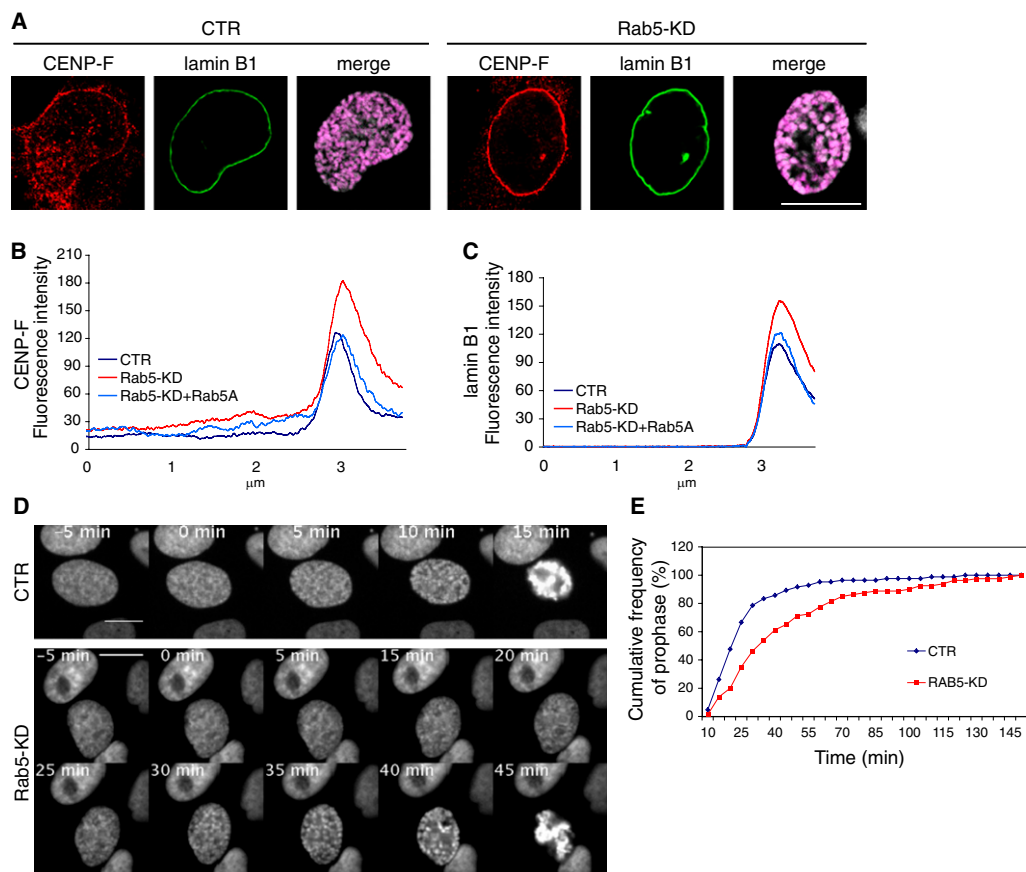 A
CTR
Rab5-KD
CENP-F
lamin B1
merge
CENP-F
lamin B1
merge
B
CENP-F
Fluorescence intensity
210
180
150
120
90
60
30
0
CTR
Rab5-KD
Rab5-KD+Rab5A
0
1
2
3
μm
C
lamin B1
Fluorescence intensity
180
150
120
90
60
30
0
CTR
Rab5-KD
Rab5-KD+Rab5A
0
1
2
3
μm
D
CTR
–5 min
0 min
5 min
10 min
15 min
Rab5-KD
–5 min
0 min
5 min
15 min
20 min
25 min
30 min
35 min
40 min
45 min
E
Cumulative frequency
of prophase (%)
120
100
80
60
40
20
0
CTR
RAB5-KD
10 25 40 55 70 85 100 115 130 145
Time (min)